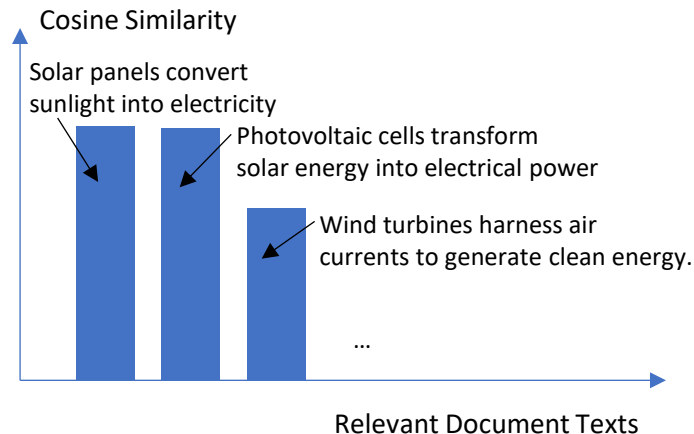 Cosine Similarity
Solar panels convert
sunlight into electricity
Photovoltaic cells transform
solar energy into electrical power
Wind turbines harness air
currents to generate clean energy.
...
Relevant Document Texts